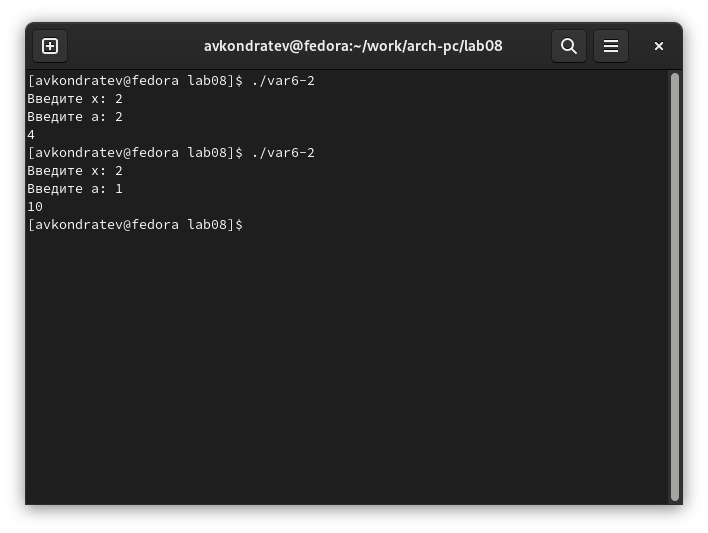 avkondratev@fedora:~/work/arch-pc/lab08
[avkondratev@fedora lab08]$ ./var6-2
Введите x: 2
Введите a: 2
4
[avkondratev@fedora lab08]$ ./var6-2
Введите x: 2
Введите a: 1
10
[avkondratev@fedora lab08]$